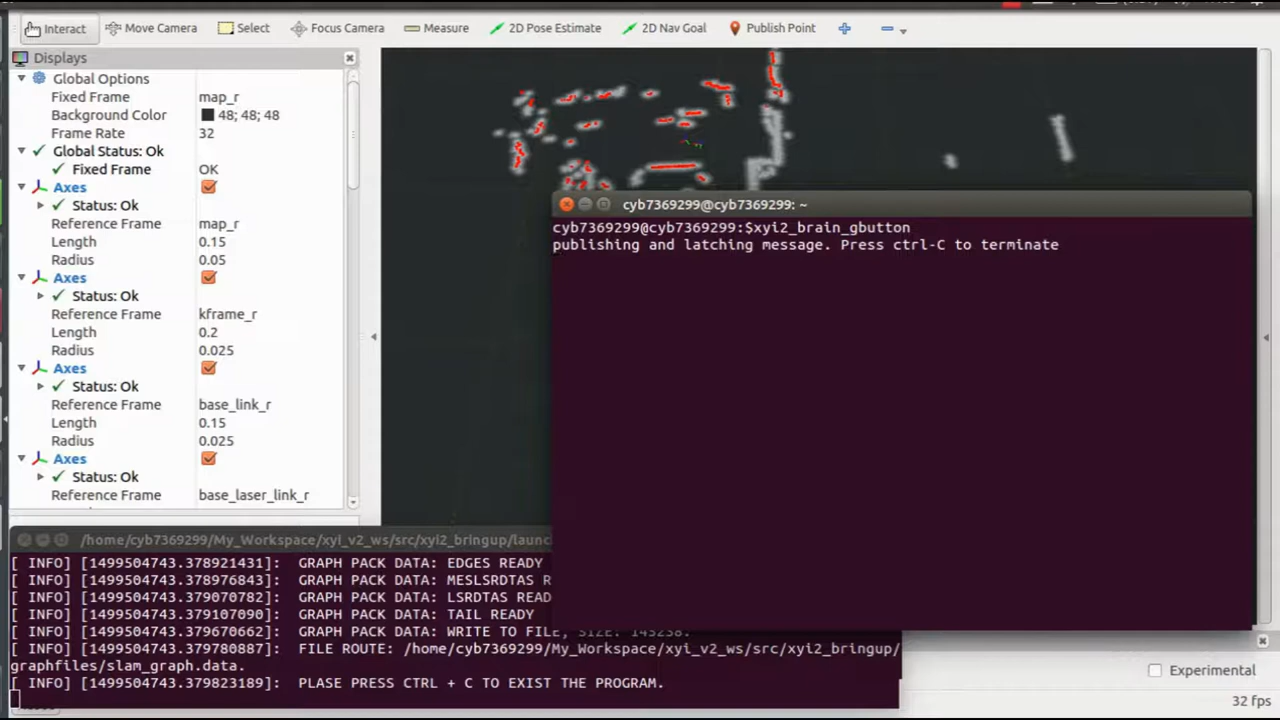 Interact Move Camera Select Focus Camera Measure 2D Pose Estimate 2D Nav Goal Publish Point
Displays
Global Options
Fixed Frame map_r
Background Color 48; 48; 48
Frame Rate 32
Global Status: Ok
Fixed Frame OK
Axes
Status: Ok
Reference Frame map_r
Length 0.15
Radius 0.05
Axes
Status: Ok
Reference Frame kframe_r
Length 0.2
Radius 0.025
Axes
Status: Ok
Reference Frame base_link_r
Length 0.15
Radius 0.025
Axes
Status: Ok
Reference Frame base_laser_link_r
cyb7369299@cyb7369299: ~
cyb7369299@cyb7369299:$xyi2_brain_gbutton
publishing and latching message. Press ctrl-C to terminate
/home/cyb7369299/My_Workspace/xyi_v2_ws/src/xyi2_bringup/launc
[ INFO] [1499504743.378921431]: GRAPH PACK DATA: EDGES READY
[ INFO] [1499504743.378976843]: GRAPH PACK DATA: MESLSRDTAS R
[ INFO] [1499504743.379070782]: GRAPH PACK DATA: LSRDTAS READ
[ INFO] [1499504743.379107090]: GRAPH PACK DATA: TAIL READY
[ INFO] [1499504743.379670662]: GRAPH PACK DATA: WRITE TO FILE, SIZE: 143238.
[ INFO] [1499504743.379780887]: FILE ROUTE: /home/cyb7369299/My_Workspace/xyi_v2_ws/src/xyi2_bringup/
graphfiles/slam_graph.data.
[ INFO] [1499504743.379823189]: PLASE PRESS CTRL + C TO EXIST THE PROGRAM.
Experimental
32 fps